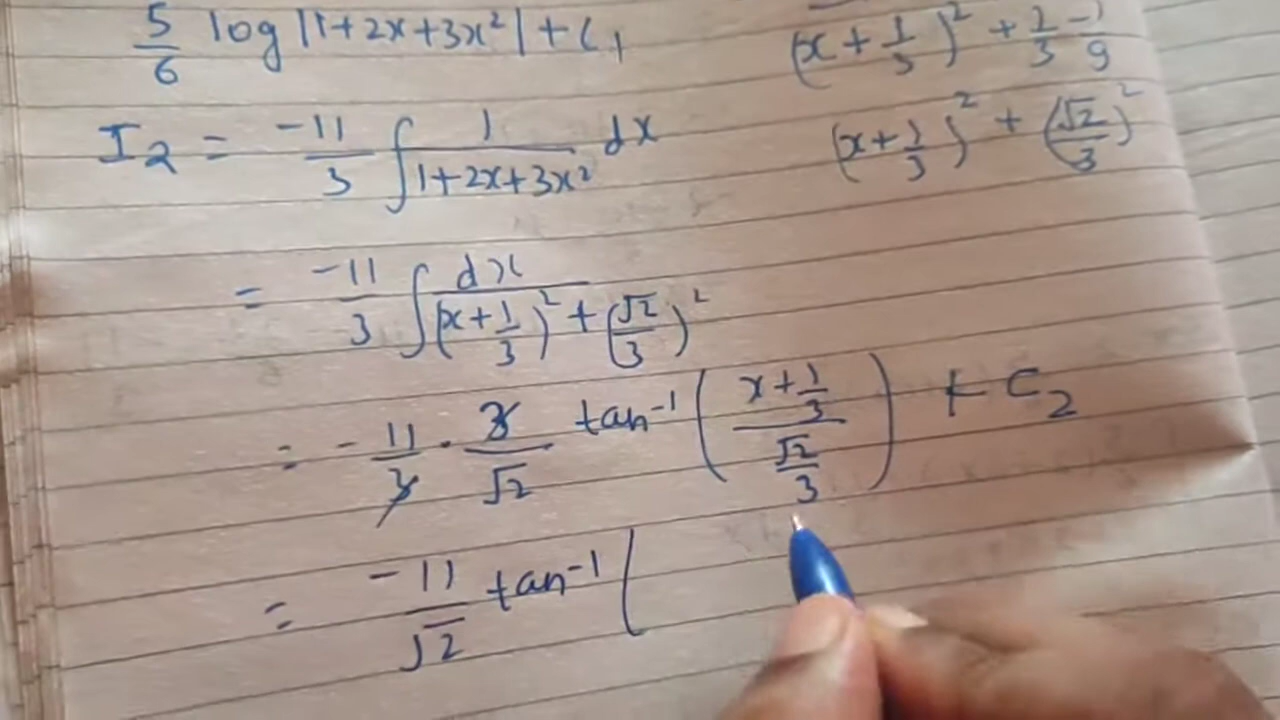 5/6 log |1+2x+3x²| + C₁
(x + 1/3)² + 1/3 - 1/9
(x + 1/3)² + (√2/3)²
I₂ = -11/3 ∫ 1/(1+2x+3x²) dx
= -11/3 ∫ dx/((x + 1/3)² + (√2/3)²)
= -11/3 · 3/√2 tan⁻¹ ((x + 1/3)/(√2/3)) + C₂
= -11/√2 tan⁻¹ (